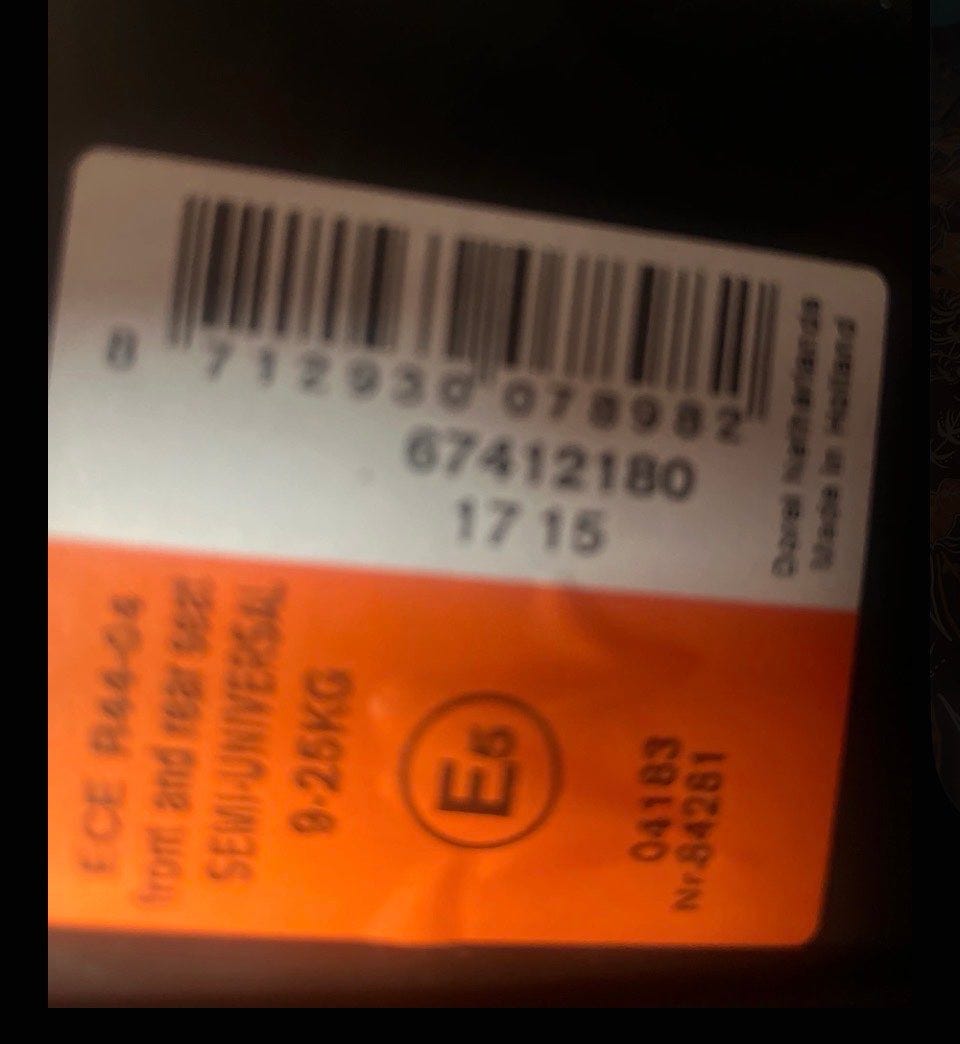 8 712930 078982
67412180
17 15
Dorel Netherlands
Made in Holland
ECE R44-04
front and rear seat
SEMI-UNIVERSAL
9-25KG
E5
04183
Nr.84281